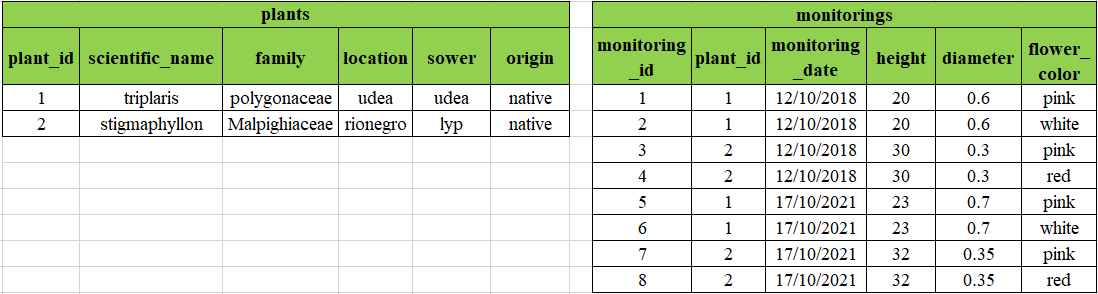 plants
plant_id scientific_name family location sower origin
1 triplaris polygonaceae udea udea native
2 stigmaphyllon Malpighiaceae rionegro lyp native
monitorings
monitoring_id plant_id monitoring_date height diameter flower_color
1 1 12/10/2018 20 0.6 pink
2 1 12/10/2018 20 0.6 white
3 2 12/10/2018 30 0.3 pink
4 2 12/10/2018 30 0.3 red
5 1 17/10/2021 23 0.7 pink
6 1 17/10/2021 23 0.7 white
7 2 17/10/2021 32 0.35 pink
8 2 17/10/2021 32 0.35 red